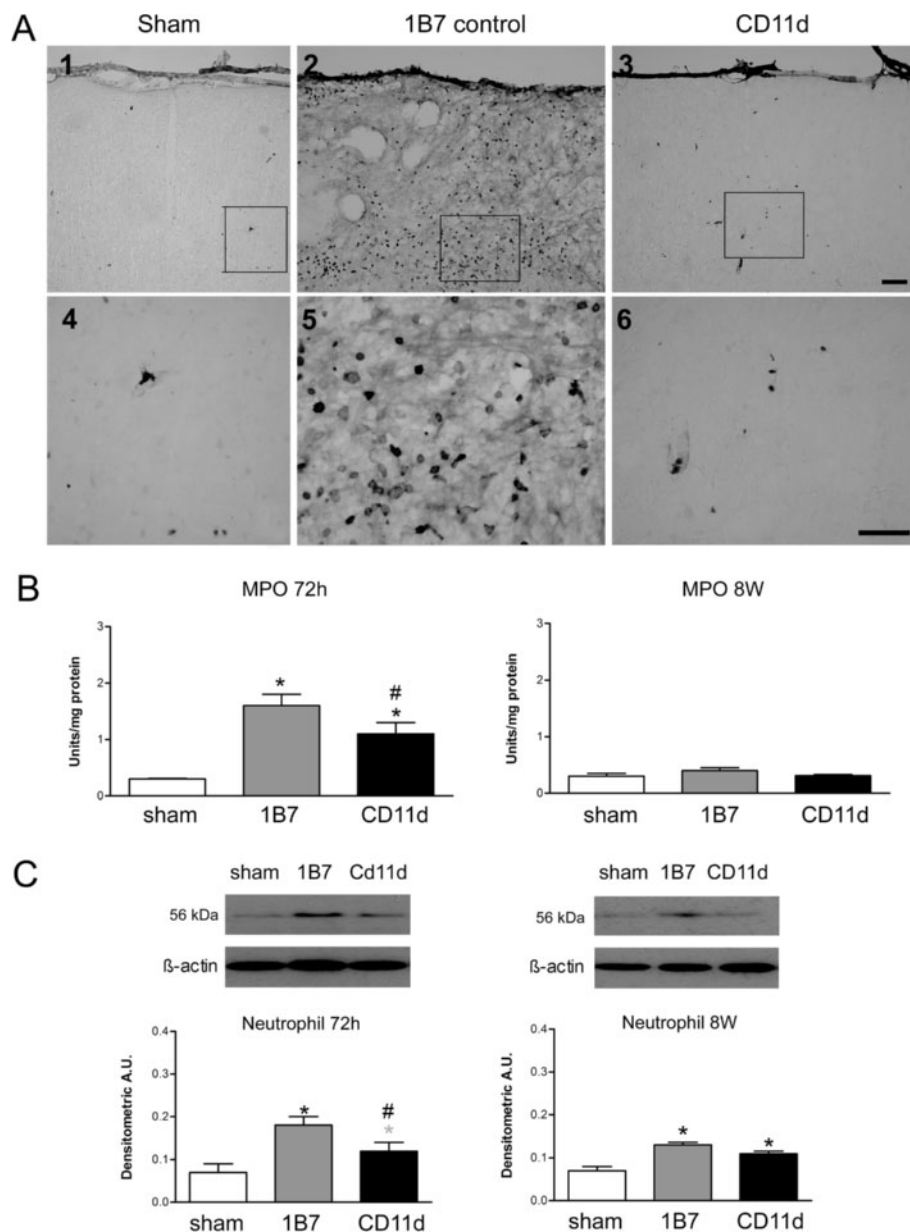 A
Sham 1B7 control CD11d
1 2 3
4 5 6
B
MPO 72h MPO 8W
Units/mg protein
3
2
1
0
* * #
sham 1B7 CD11d
Units/mg protein
3
2
1
0
sham 1B7 CD11d
C
sham 1B7 Cd11d
56 kDa
ß-actin
sham 1B7 CD11d
56 kDa
ß-actin
Neutrophil 72h
Densitometric A.U.
0.4
0.3
0.2
0.1
0.0
* # *
sham 1B7 CD11d
Neutrophil 8W
Densitometric A.U.
0.4
0.3
0.2
0.1
0.0
* *
sham 1B7 CD11d